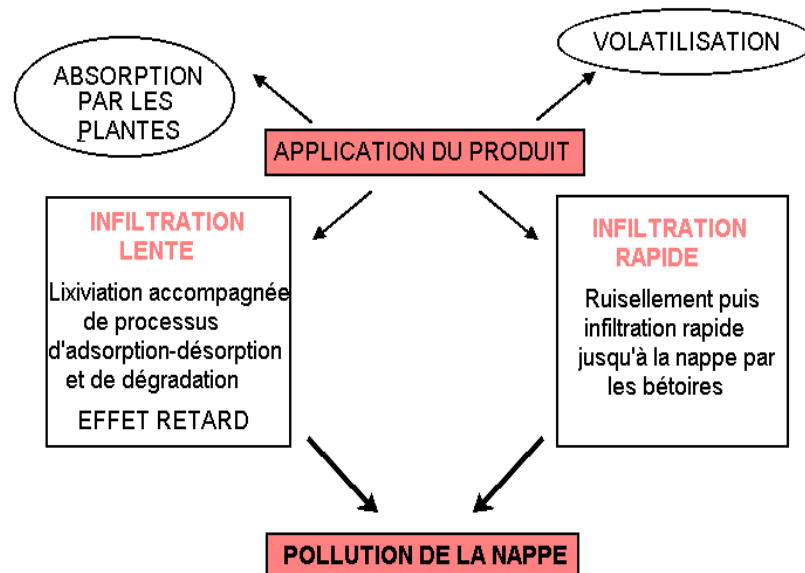 VOLATILISATION
ABSORPTION
PAR LES
PLANTES
APPLICATION DU PRODUIT
INFILTRATION
LENTE
Lixiviation accompagnée
de processus
d'adsorption-désorption
et de dégradation
EFFET RETARD
INFILTRATION
RAPIDE
Ruisellement puis
infiltration rapide
jusqu'à la nappe par
les bétoires
POLLUTION DE LA NAPPE